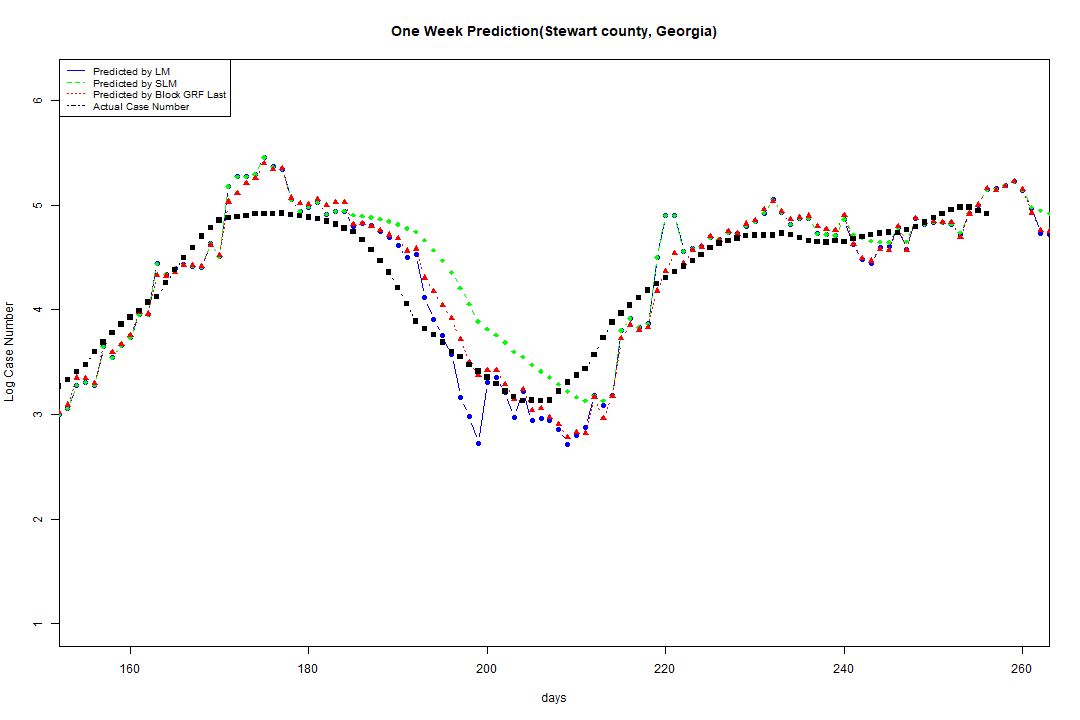 One Week Prediction(Stewart county, Georgia)
Predicted by LM
Predicted by SLM
Predicted by Block GRF Last
Actual Case Number
6
5
4
3
2
1
Log Case Number
160 180 200 220 240 260
days